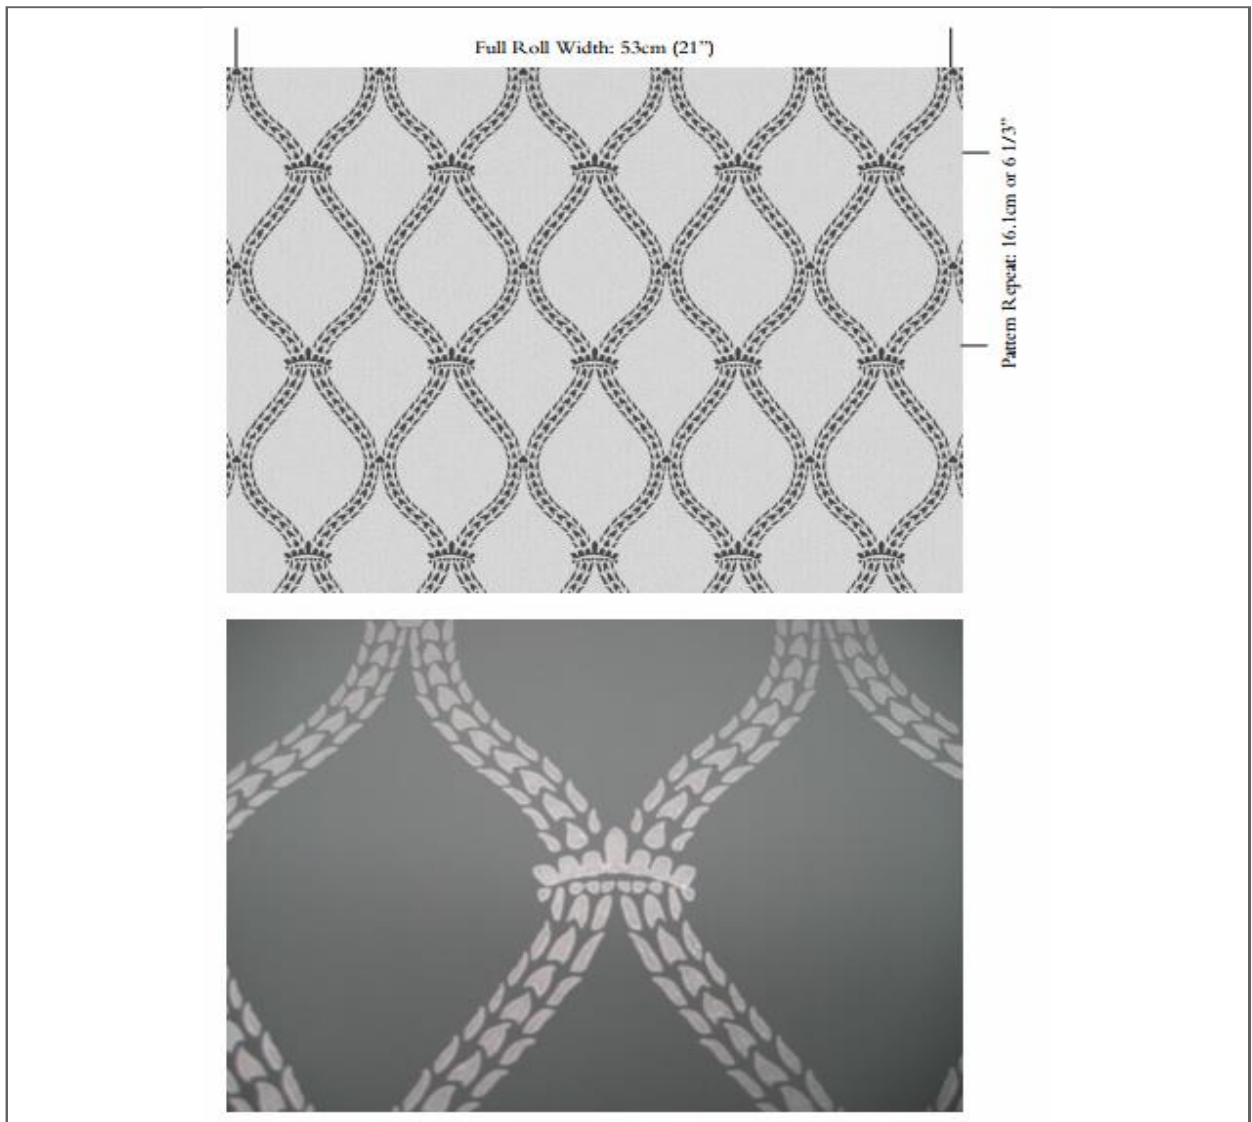 Full Roll Width: 53cm (21”)
Pattern Repeat: 16.1cm or 6 1/3”